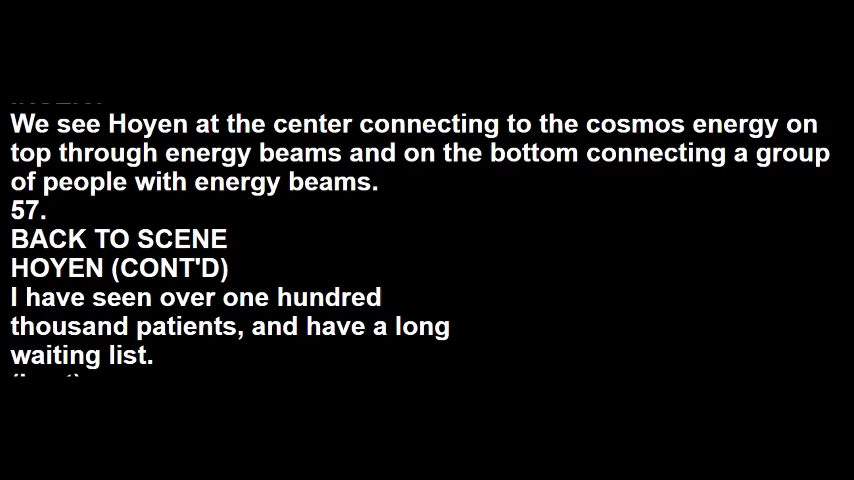 We see Hoyen at the center connecting to the cosmos energy on
top through energy beams and on the bottom connecting a group
of people with energy beams.
57.
BACK TO SCENE
HOYEN (CONT'D)
I have seen over one hundred
thousand patients, and have a long
waiting list.